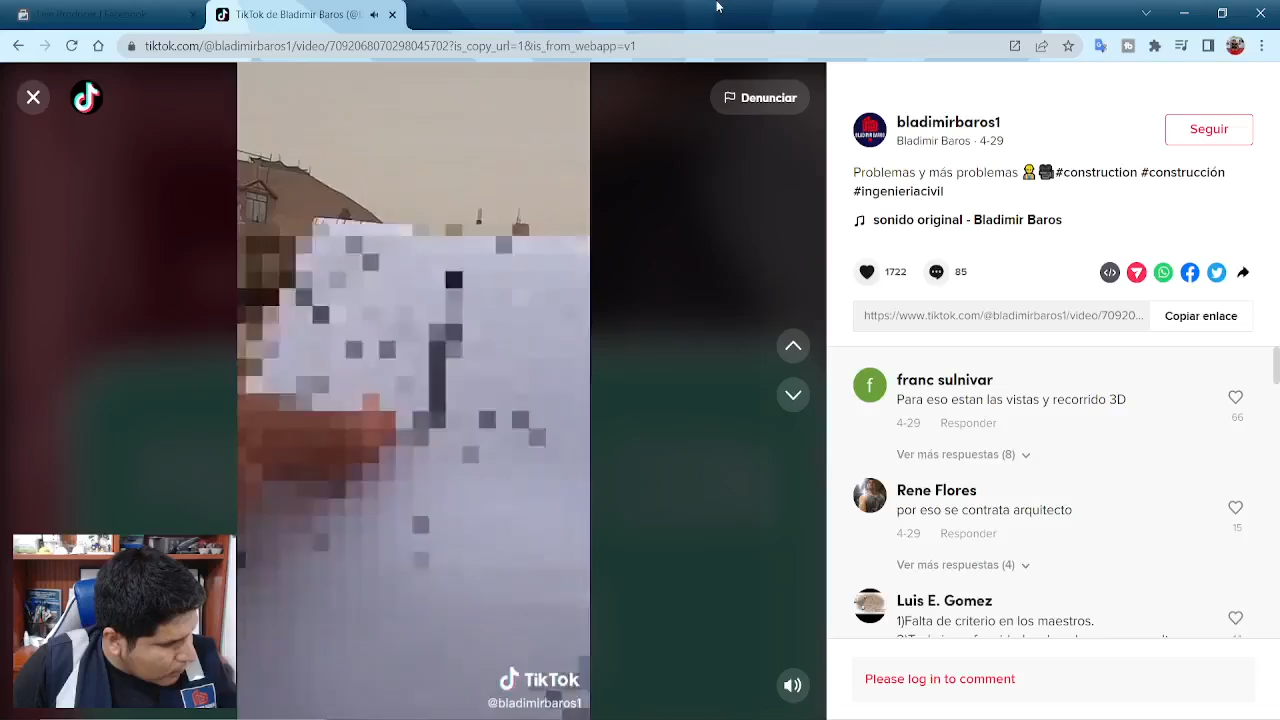 TikTok de Bladimir Baros (@
tiktok.com/@bladimirbaros1/video/7092068070298045702?is_copy_url=1&is_from_webapp=v1
Denunciar
bladimirbaros1
Bladimir Baros · 4-29
Seguir
Problemas y más problemas 👷🎥#construction #construcción
#ingenieriacivil
sonido original - Bladimir Baros
1722
85
https://www.tiktok.com/@bladimirbaros1/video/70920...
Copiar enlace
franc sulnivar
Para eso estan las vistas y recorrido 3D
66
4-29 Responder
Ver más respuestas (8)
Rene Flores
por eso se contrata arquitecto
15
4-29 Responder
Ver más respuestas (4)
Luis E. Gomez
1)Falta de criterio en los maestros.
Please log in to comment
TikTok
@bladimirbaros1